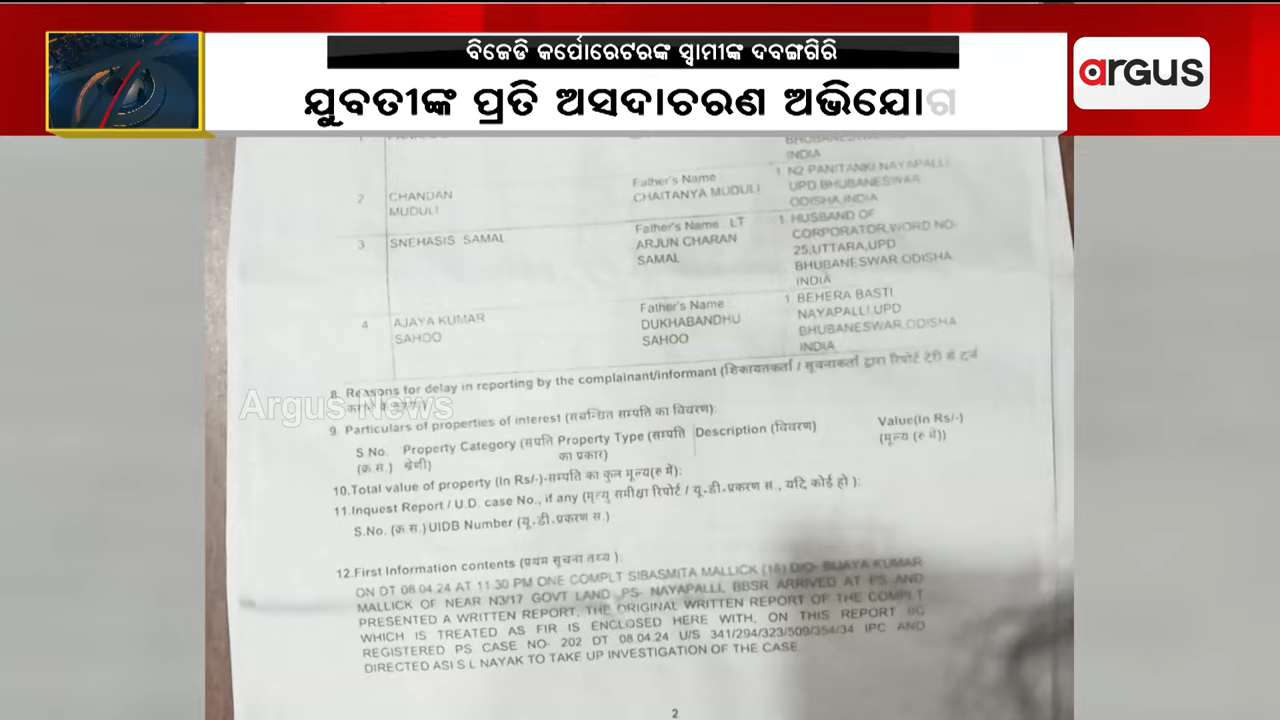 ବିଜେଡି କର୍ପୋରେଟରଙ୍କ ସ୍ୱାମୀଙ୍କ ଦବଙ୍ଗଗିରି
ଯୁବତୀଙ୍କ ପ୍ରତି ଅସଦାଚରଣ ଅଭିଯୋଗ
argus
INDIA
2 CHANDAN MUDULI Father's Name CHAITANYA MUDULI 1. N2 PANITANKI NAYAPALLI UPD,BHUBANESWAR ODISHA,INDIA
3 SNEHASIS SAMAL Father's Name LT ARJUN CHARAN SAMAL 1. HUSBAND OF CORPORATOR,WORD NO- 25,UTTARA,UPD BHUBANESWAR ODISHA INDIA
4 AJAYA KUMAR SAHOO Father's Name DUKHABANDHU SAHOO 1. BEHERA BASTI NAYAPALLI,UPD BHUBANESWAR,ODISHA INDIA
8. Reasons for delay in reporting by the complainant/informant (शिकायतकर्ता / सूचनाकर्ता द्वारा रिपोर्ट देरी से दर्ज
Argus News
9. Particulars of properties of interest (सबन्धित सम्पति का विवरण):
S.No. Property Category (सपति Property Type (सम्पति Description (विवरण) Value(In Rs/-)
(क्र.स.) श्रेणी) का प्रकार) (मूल्य (रु में))
10.Total value of property (In Rs/-)-सम्पति का कुल मूल्य(रु में):
11.Inquest Report / U.D. case No., if any (मृत्यु समीक्षा रिपोर्ट / यू.डी.प्रकरण स., यदि कोई हो ):
S.No. (क्र.स.) UIDB Number (यू.डी.प्रकरण स.)
12.First Information contents (प्रथम सूचना तथ्य ):
ON DT 08.04.24 AT 11.30 PM ONE COMPLT SIBASMITA MALLICK D/O- BIJAYA KUMAR
MALLICK OF NEAR N3/17 GOVT LAND PS- NAYAPALLI, BBSR ARRIVED AT PS AND
PRESENTED A WRITTEN REPORT, THE ORIGINAL WRITTEN REPORT OF THE COMPLT
WHICH IS TREATED AS FIR IS ENCLOSED HERE WITH, ON THIS REPORT IIC
REGISTERED PS CASE NO- 202 DT 08.04.24 U/S 341/294/323/509/354/34 IPC AND
DIRECTED ASI S L NAYAK TO TAKE UP INVESTIGATION OF THE CASE
2